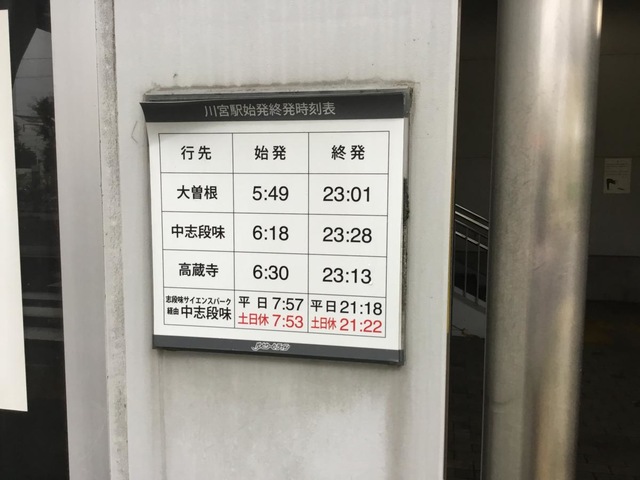 川宮駅始発終発時刻表
行先 始発 終発
大曽根 5:49 23:01
中志段味 6:18 23:28
高蔵寺 6:30 23:13
志段味サイエンスパーク 平日 7:57 平日 21:18
経由 中志段味 土日休 7:53 土日休 21:22